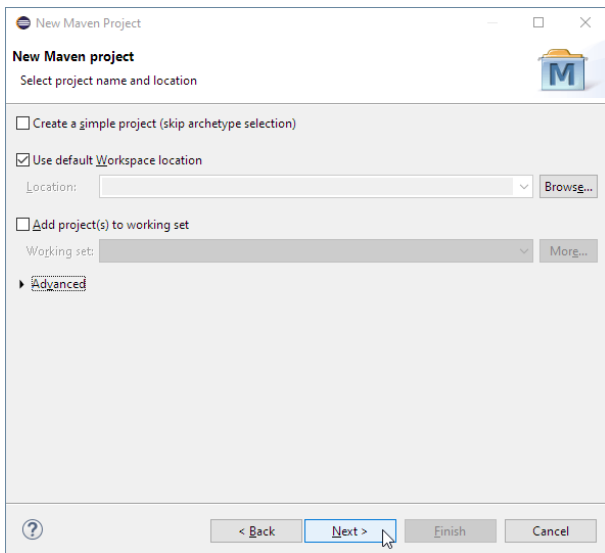 New Maven Project
New Maven project
Select project name and location
M
Create a simple project (skip archetype selection)
Use default Workspace location
Location:
Browse...
Add project(s) to working set
Working set:
More...
Advanced
?
< Back
Next >
Finish
Cancel